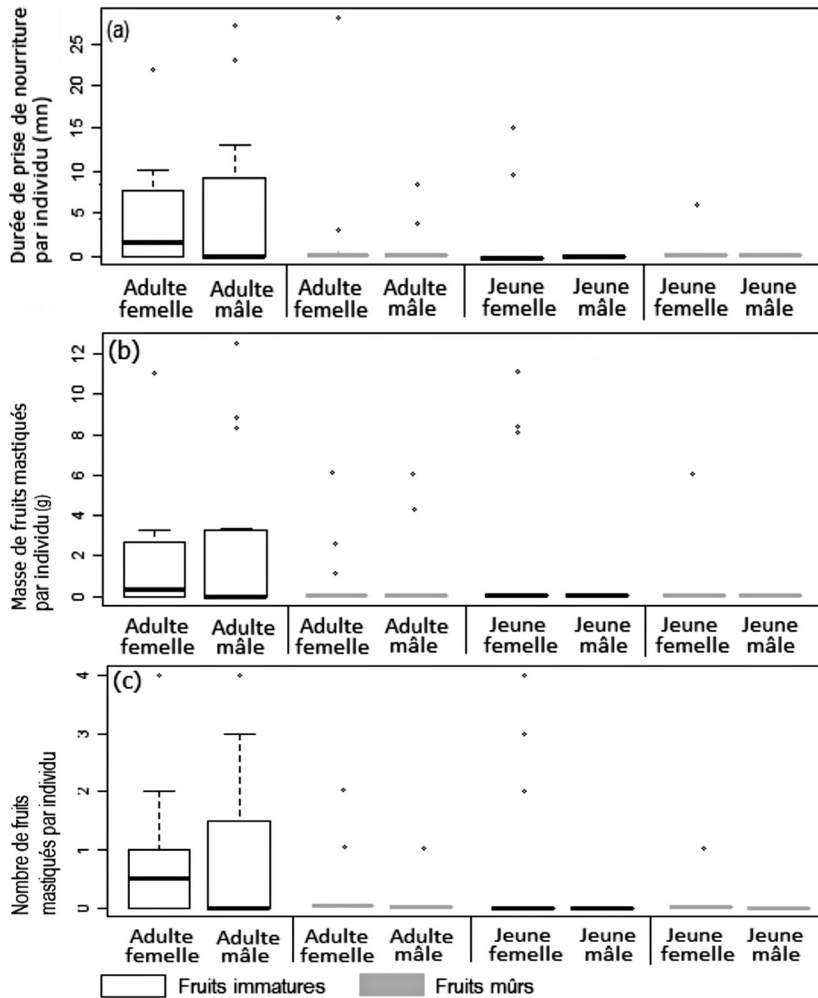 (a)
Durée de prise de nourriture
par individu (mn)
25
20
15
10
5
0
Adulte femelle
Adulte mâle
Adulte femelle
Adulte mâle
Jeune femelle
Jeune mâle
Jeune femelle
Jeune mâle
(b)
Masse de fruits mastiqués
par individu (g)
12
10
8
6
4
2
0
Adulte femelle
Adulte mâle
Adulte femelle
Adulte mâle
Jeune femelle
Jeune mâle
Jeune femelle
Jeune mâle
(c)
Nombre de fruits
mastiqués par individu
4
3
2
1
0
Adulte femelle
Adulte mâle
Adulte femelle
Adulte mâle
Jeune femelle
Jeune mâle
Jeune femelle
Jeune mâle
Fruits immatures
Fruits mûrs